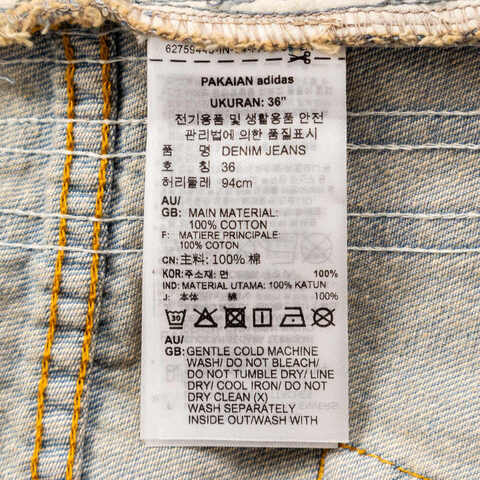 PAKAIAN adidas
UKURAN: 36"
전기용품 및 생활용품 안전
관리법에 의한 품질표시
품 명 DENIM JEANS
호 칭 36
허리둘레 94cm
AU/
GB: MAIN MATERIAL:
100% COTTON
F: MATIERE PRINCIPALE:
100% COTON
CN: 主料: 100% 棉
KOR: 주소재: 면 100%
IND: MATERIAL UTAMA: 100% KATUN
J: 本体 綿 100%
30
AU/
GB: GENTLE COLD MACHINE
WASH/ DO NOT BLEACH/
DO NOT TUMBLE DRY/ LINE
DRY/ COOL IRON/ DO NOT
DRY CLEAN (X)
WASH SEPARATELY
INSIDE OUT/WASH WITH